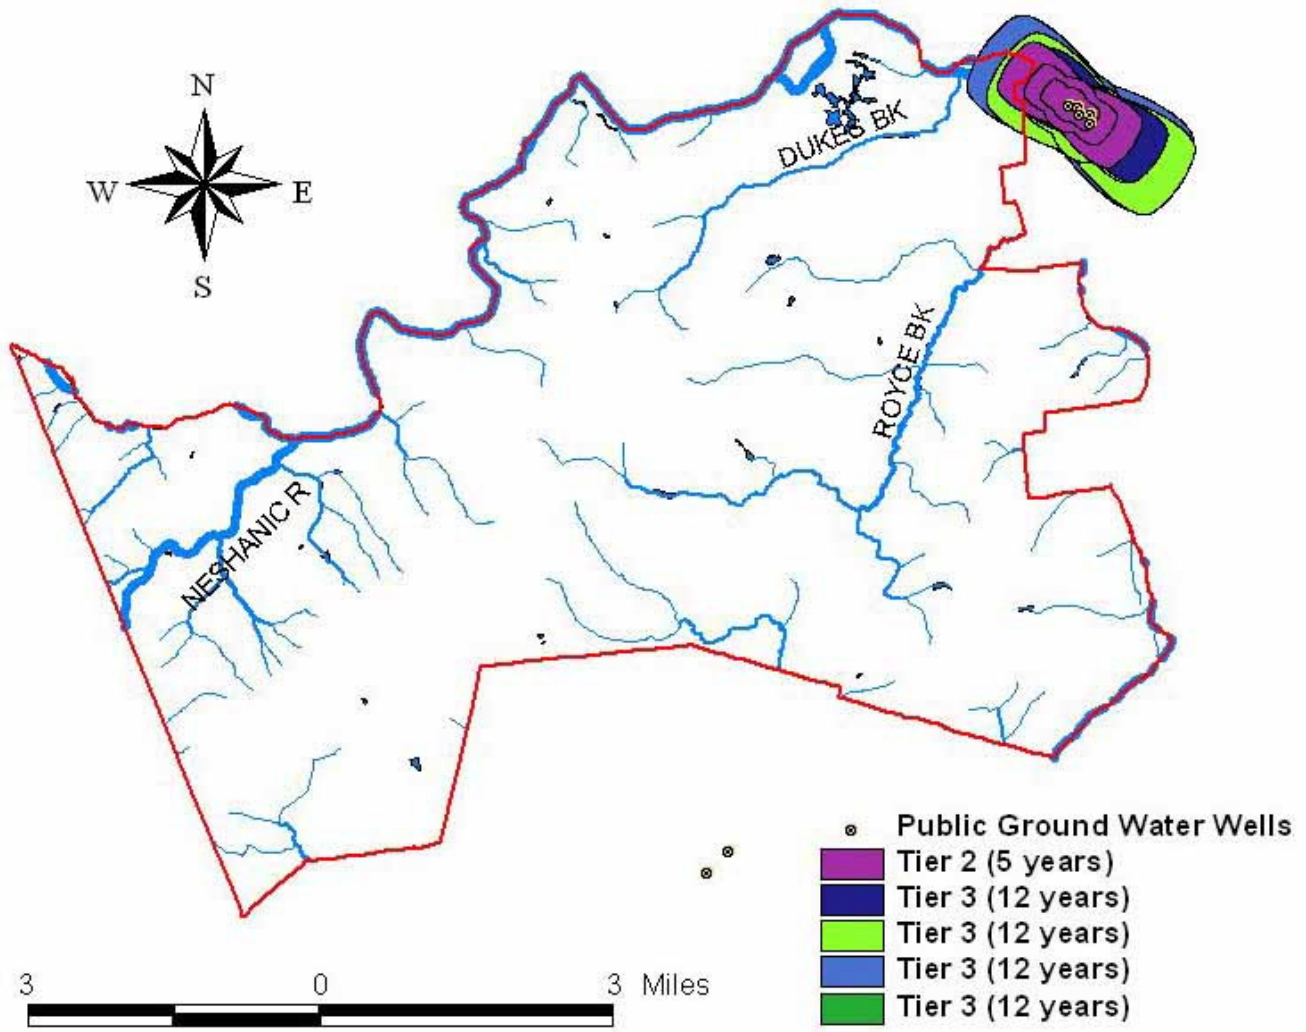 N
W E
S
DUKES BK
ROYCE BK
NESHANIC R
Public Ground Water Wells
Tier 2 (5 years)
Tier 3 (12 years)
Tier 3 (12 years)
Tier 3 (12 years)
Tier 3 (12 years)
3 0 3 Miles